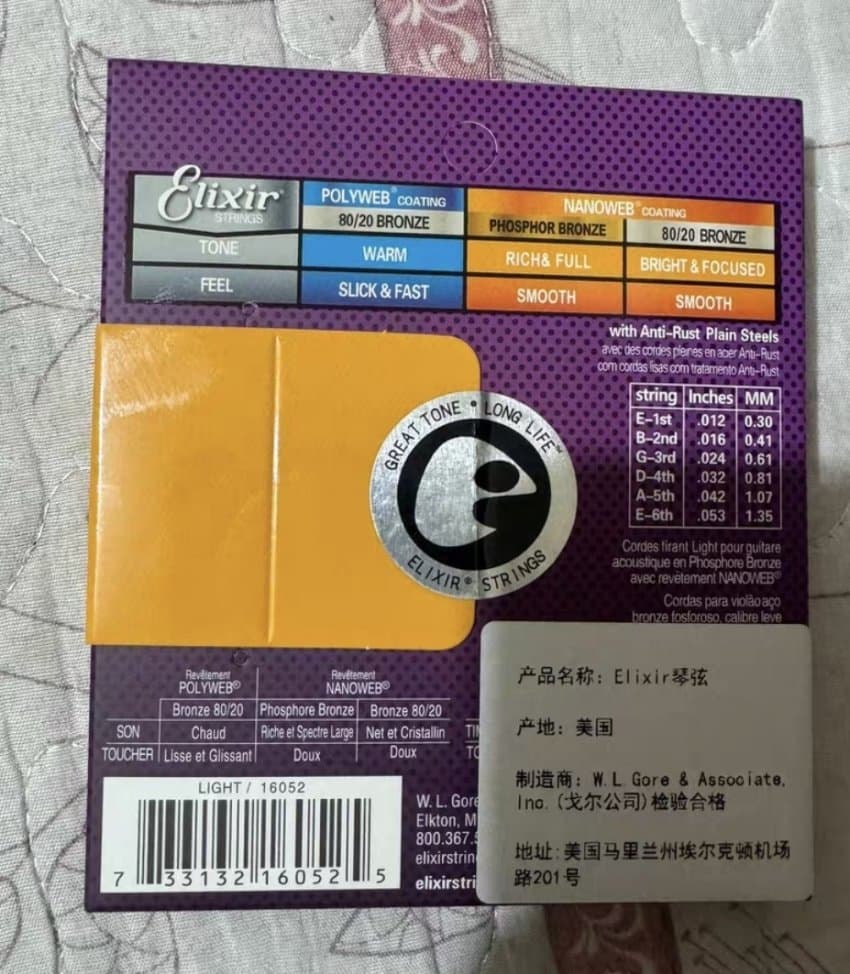 Elixir®
STRINGS
POLYWEB® COATING
NANOWEB® COATING
80/20 BRONZE
PHOSPHOR BRONZE
80/20 BRONZE
TONE
WARM
RICH& FULL
BRIGHT & FOCUSED
FEEL
SLICK & FAST
SMOOTH
SMOOTH
with Anti-Rust Plain Steels
avec des cordes pleines en acier Anti-Rust
com cordas lisas com tratamento Anti-Rust
string Inches MM
E-1st .012 0.30
B-2nd .016 0.41
G-3rd .024 0.61
D-4th .032 0.81
A-5th .042 1.07
E-6th .053 1.35
GREAT TONE • LONG LIFE™
ELIXIR® STRINGS
Cordes tirant Light pour guitare
acoustique en Phosphore Bronze
avec revêtement NANOWEB®
Cordas para violão aço
bronze fosforoso, calibre leve
Revêtement
POLYWEB®
Revêtement
NANOWEB®
Bronze 80/20 Phosphore Bronze Bronze 80/20
SON Chaud Riche et Spectre Large Net et Cristallin
TOUCHER Lisse et Glissant Doux Doux
LIGHT / 16052
7 33132 16052 5
W. L. Gore
Elkton, M
800.367.5
elixirstrin
elixirstri
产品名称：Elixir琴弦
产地：美国
制造商：W.L.Gore & Assooiate,
Inc.(戈尔公司)检验合格
地址:美国马里兰州埃尔克顿机场
路201号